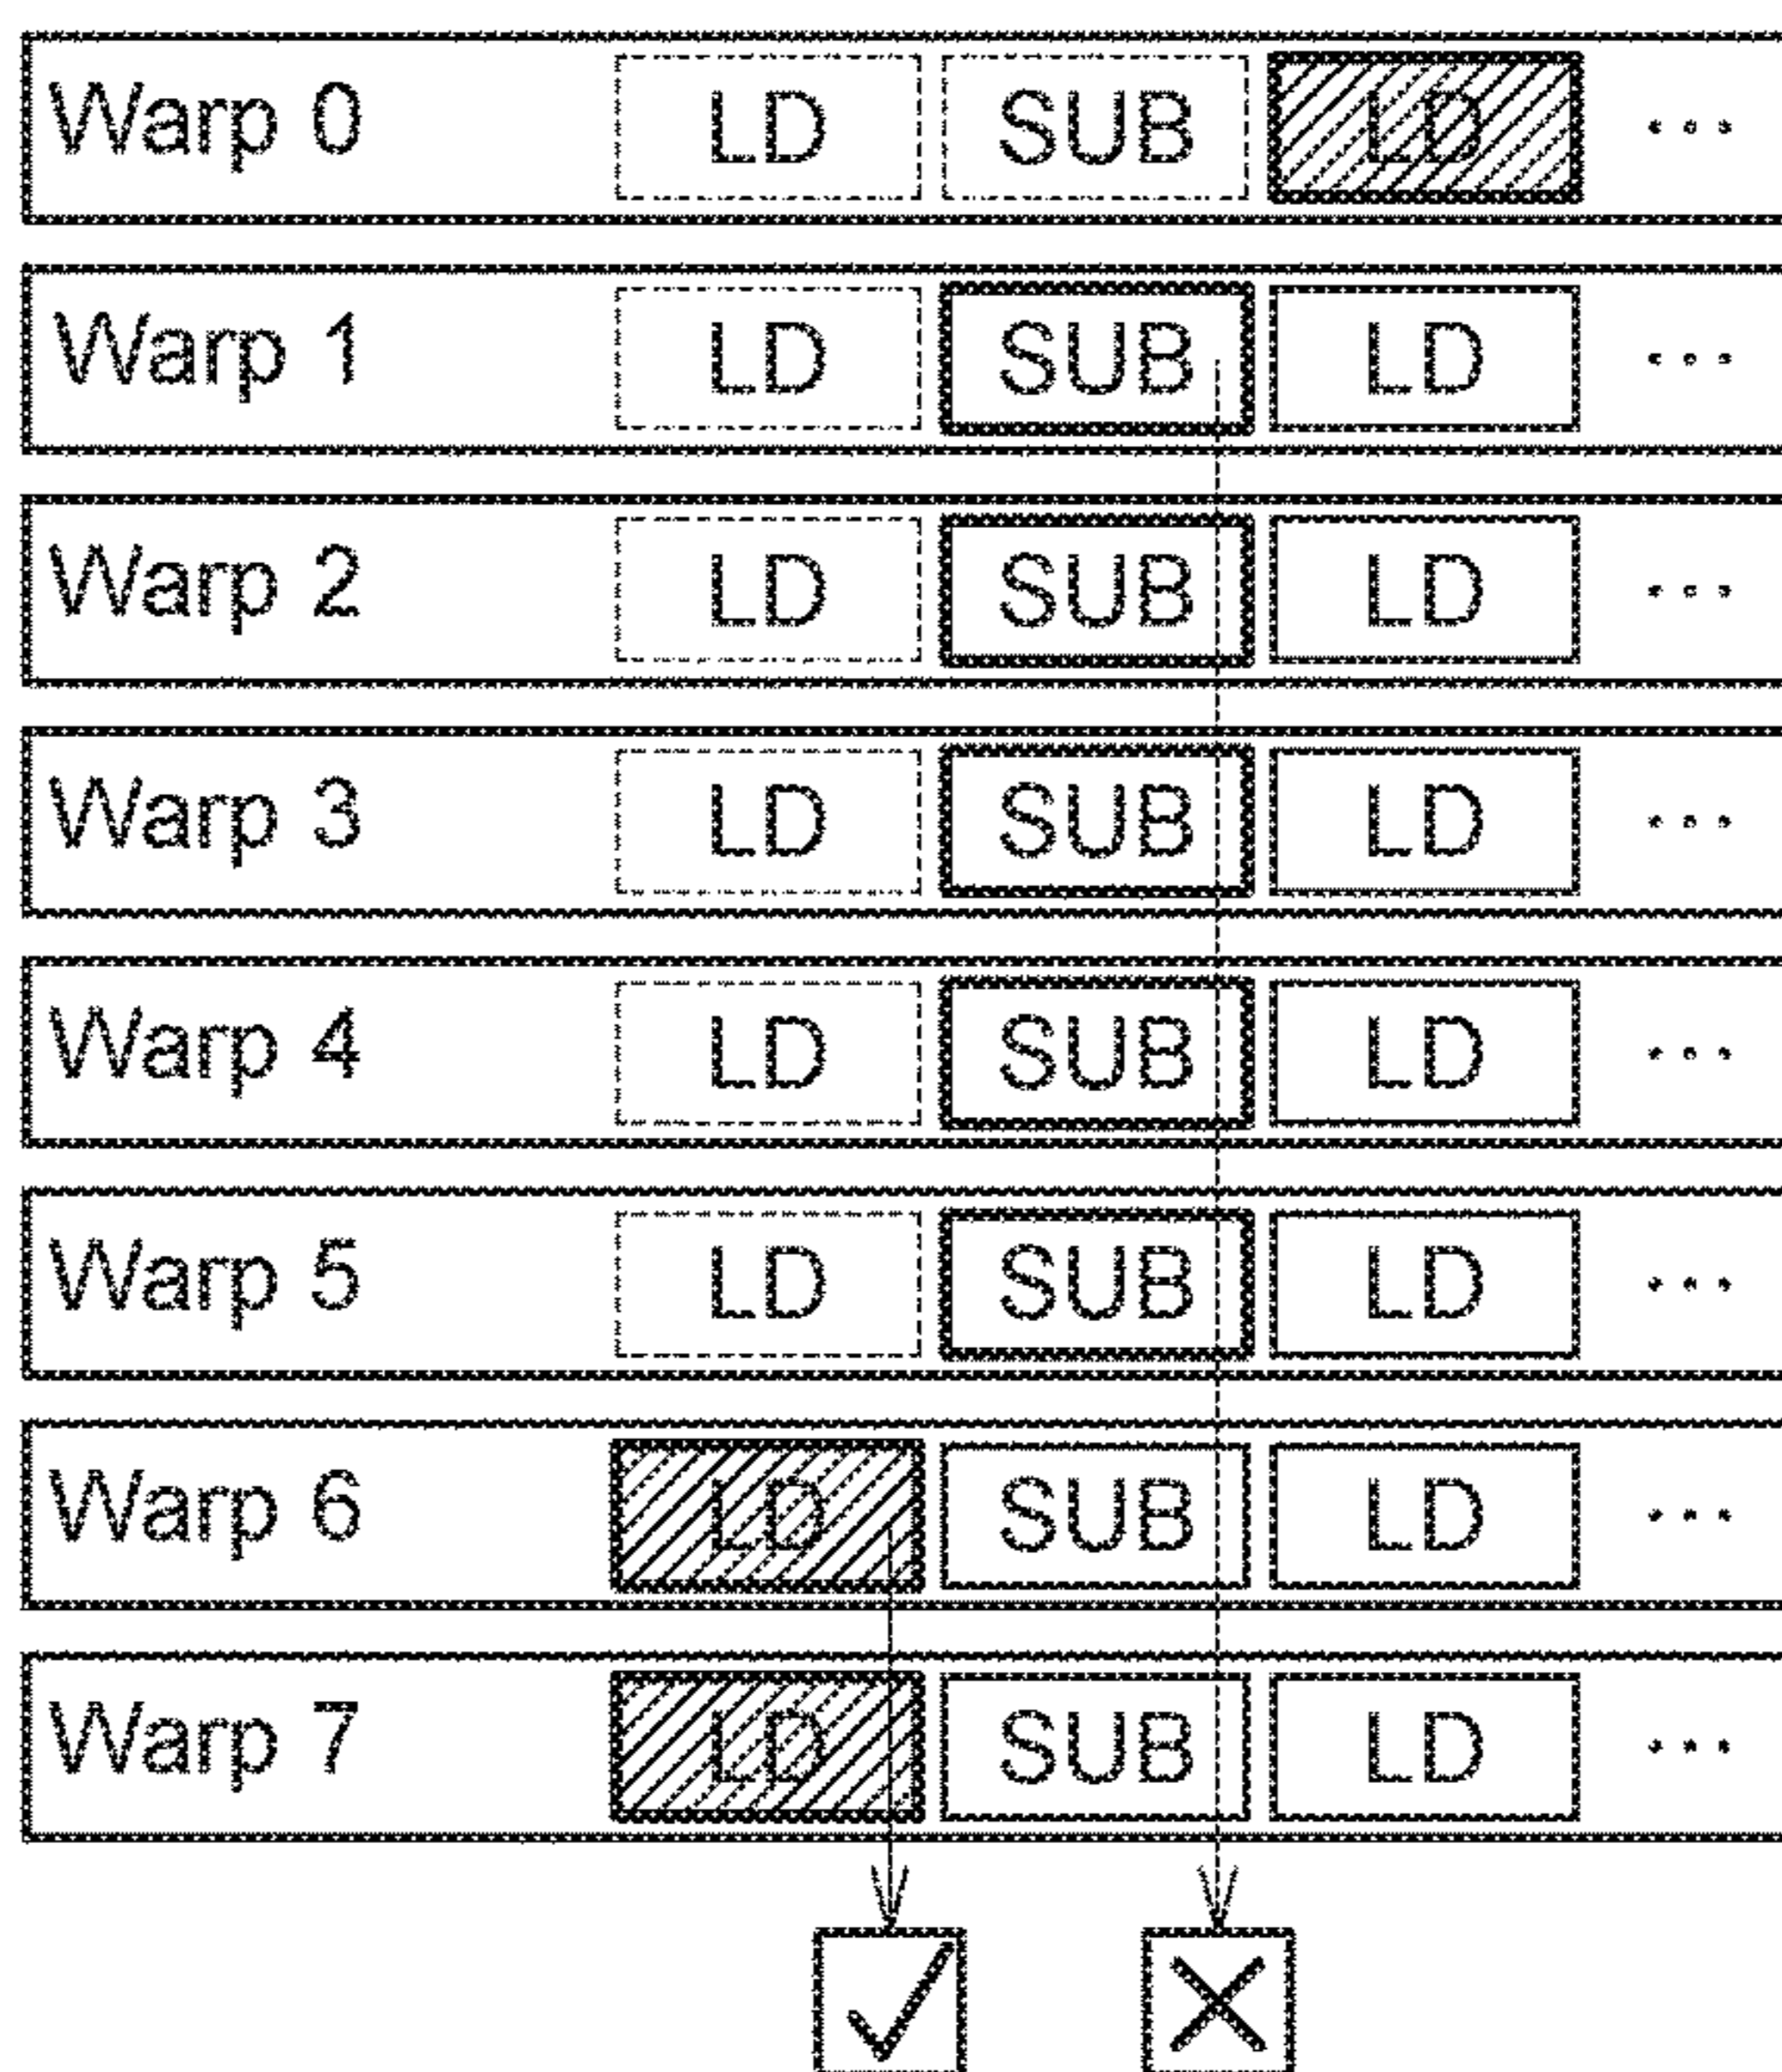 Warp 0 LD SUB LD ...
Warp 1 LD SUB LD ...
Warp 2 LD SUB LD ...
Warp 3 LD SUB LD ...
Warp 4 LD SUB LD ...
Warp 5 LD SUB LD ...
Warp 6 LD SUB LD ...
Warp 7 LD SUB LD ...